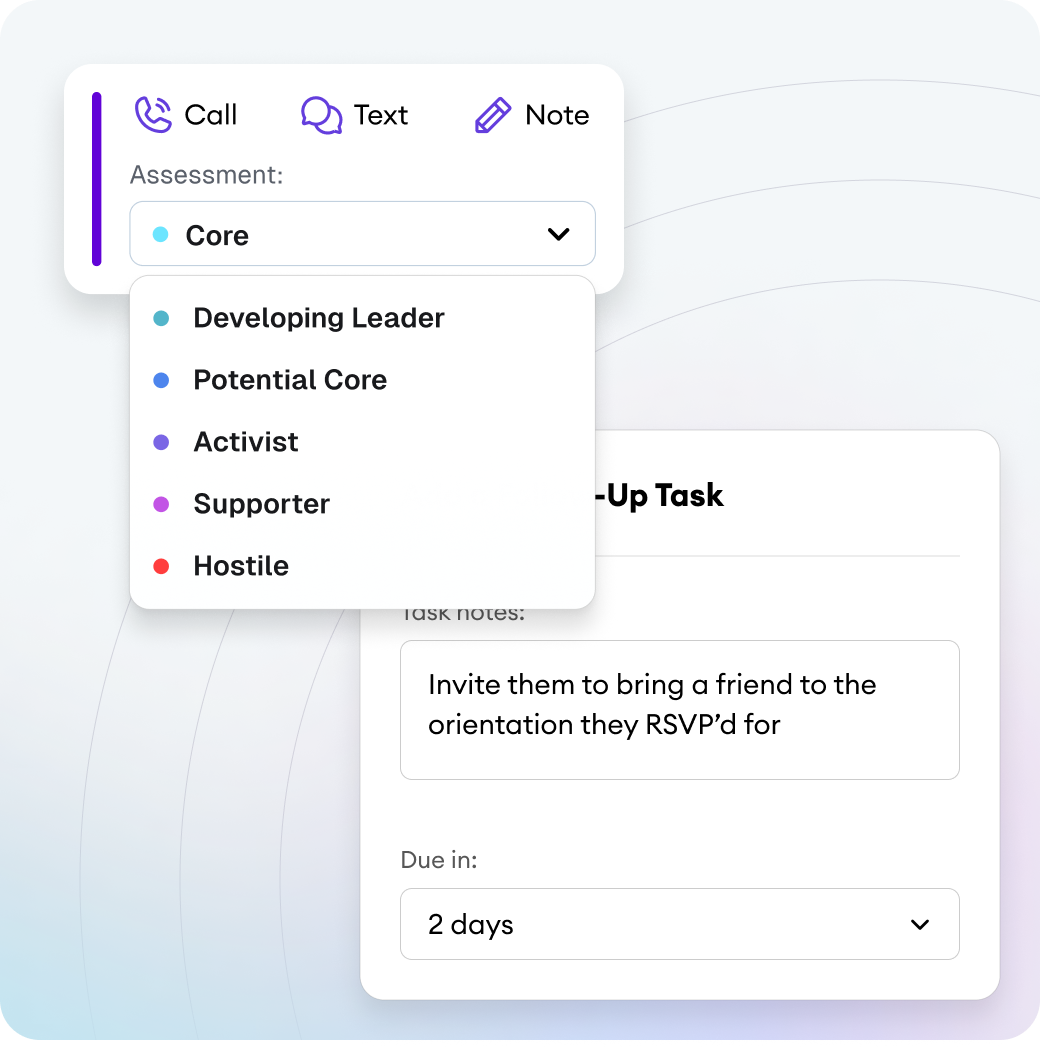 Call
Text
Note
Assessment:
Core
Developing Leader
Potential Core
Activist
Supporter
Hostile
-Up Task
Task notes:
Invite them to bring a friend to the
orientation they RSVP’d for
Due in:
2 days